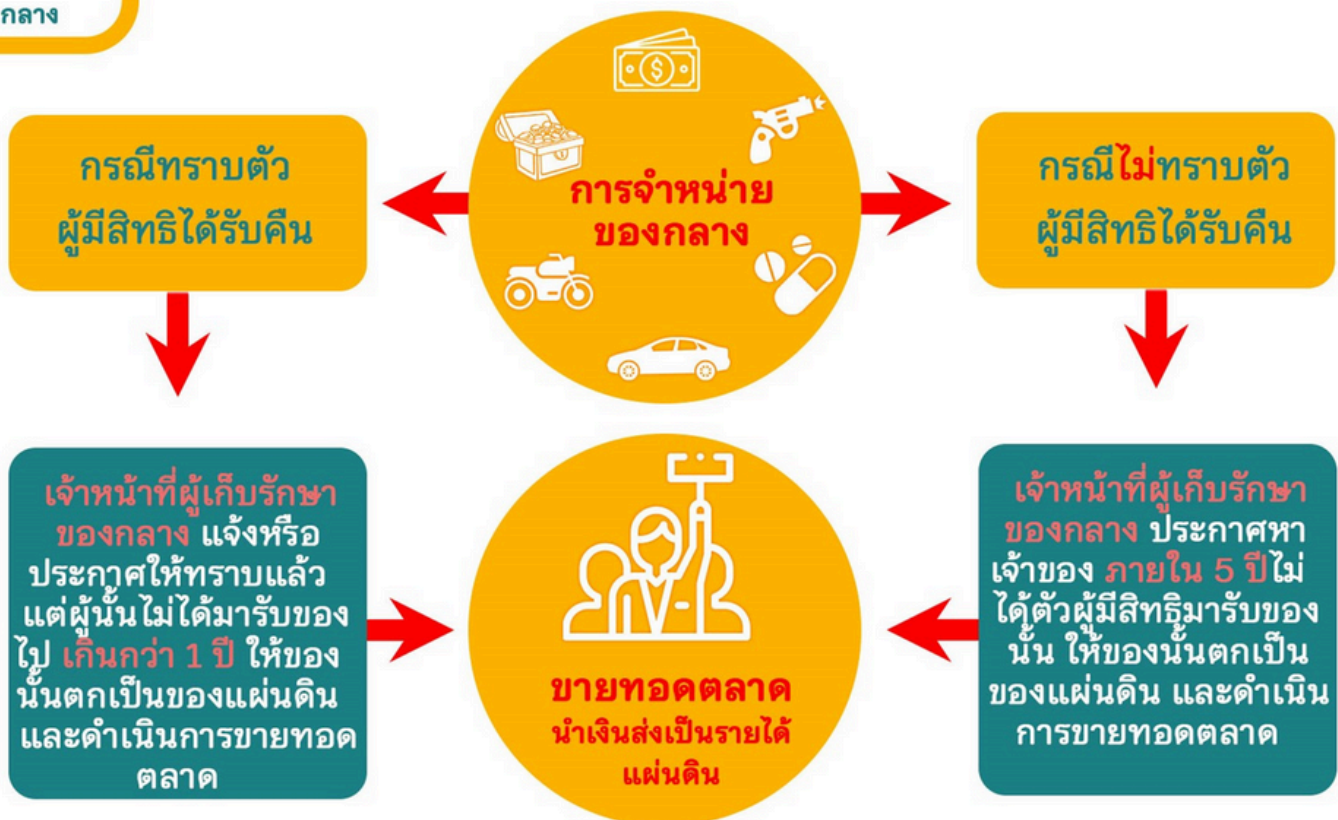 กลาง
การจำหน่าย
ของกลาง
กรณีทราบตัว
ผู้มีสิทธิได้รับคืน
เจ้าหน้าที่ผู้เก็บรักษา
ของกลาง แจ้งหรือ
ประกาศให้ทราบแล้ว
แต่ผู้นั้นไม่ได้มารับของ
ไป เกินกว่า 1 ปี ให้ของ
นั้นตกเป็นของแผ่นดิน
และดำเนินการขายทอด
ตลาด
กรณีไม่ทราบตัว
ผู้มีสิทธิได้รับคืน
เจ้าหน้าที่ผู้เก็บรักษา
ของกลาง ประกาศหา
เจ้าของ ภายใน 5 ปีไม่
ได้ตัวผู้มีสิทธิมารับของ
นั้น ให้ของนั้นตกเป็น
ของแผ่นดิน และดำเนิน
การขายทอดตลาด
ขายทอดตลาด
นำเงินส่งเป็นรายได้
แผ่นดิน